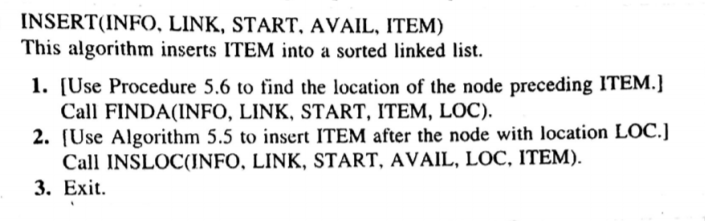 INSERT(INFO, LINK, START, AVAIL, ITEM)
This algorithm inserts ITEM into a sorted linked list.
1. [Use Procedure 5.6 to find the location of the node preceding ITEM.]
Call FINDA(INFO, LINK, START, ITEM, LOC).
2. [Use Algorithm 5.5 to insert ITEM after the node with location LOC.]
Call INSLOC(INFO, LINK, START, AVAIL, LOC, ITEM).
3. Exit.